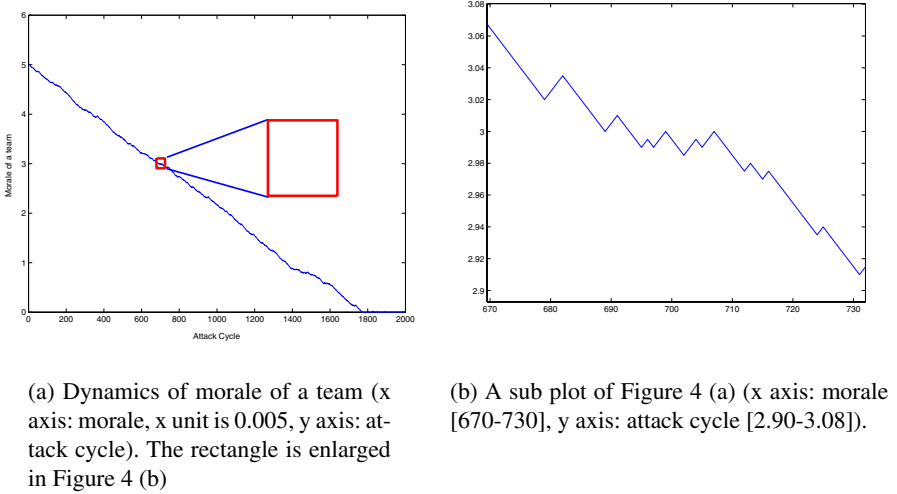 6
5
4
3
2
1
0
Morale of a team
0 200 400 600 800 1000 1200 1400 1600 1800 2000
Attack Cycle
3.08
3.06
3.04
3.02
3
2.98
2.96
2.94
2.92
2.9
670 680 690 700 710 720 730
(a) Dynamics of morale of a team (x
axis: morale, x unit is 0.005, y axis: at-
tack cycle). The rectangle is enlarged
in Figure 4 (b)
(b) A sub plot of Figure 4 (a) (x axis: morale
[670-730], y axis: attack cycle [2.90-3.08]).